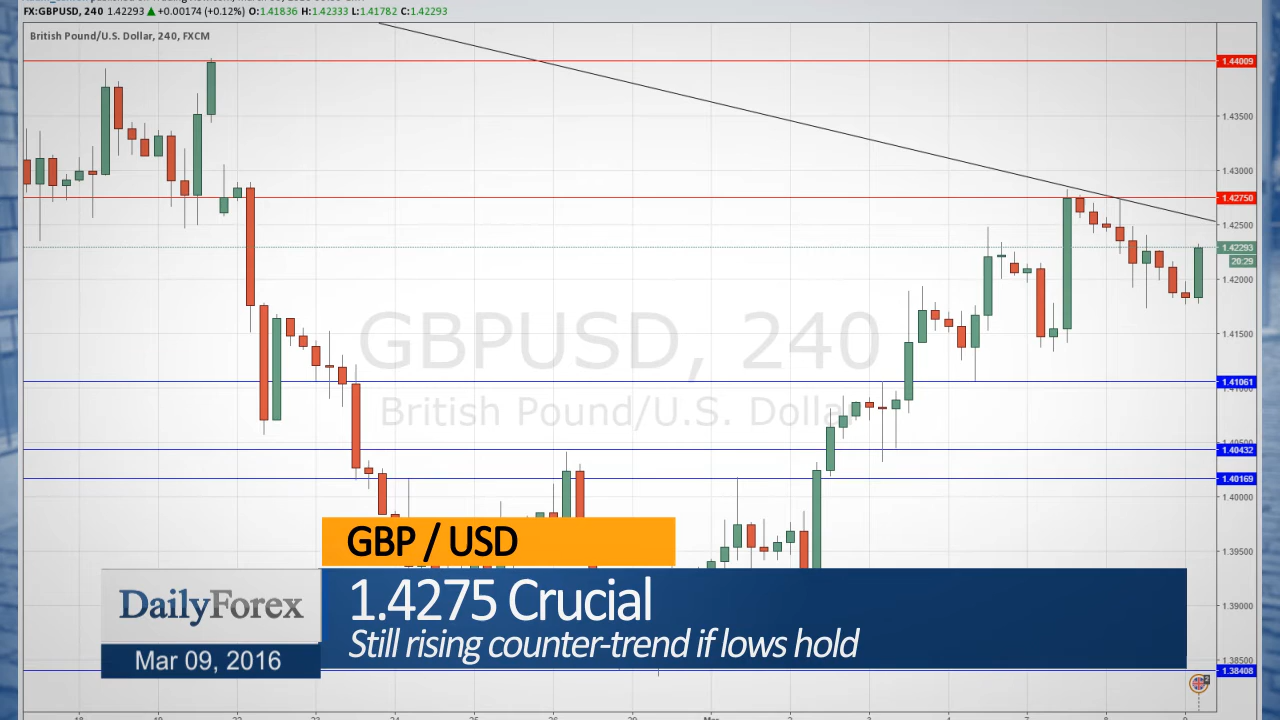 FX:GBPUSD, 240 1.42293 ▲ +0.00174 (+0.12%) O:1.41836 H:1.42333 L:1.41782 C:1.42293
British Pound/U.S. Dollar, 240, FXCM
1.44009
1.43500
1.43000
1.42750
1.42500
1.42293
20:29
1.42000
1.41500
GBPUSD, 240
1.41061
British Pound/U.S. Dollar
1.40432
1.40169
1.40000
1.39500
GBP / USD
1.4275 Crucial
DailyForex
1.39000
Still rising counter-trend if lows hold
Mar 09, 2016
1.38500
1.38408